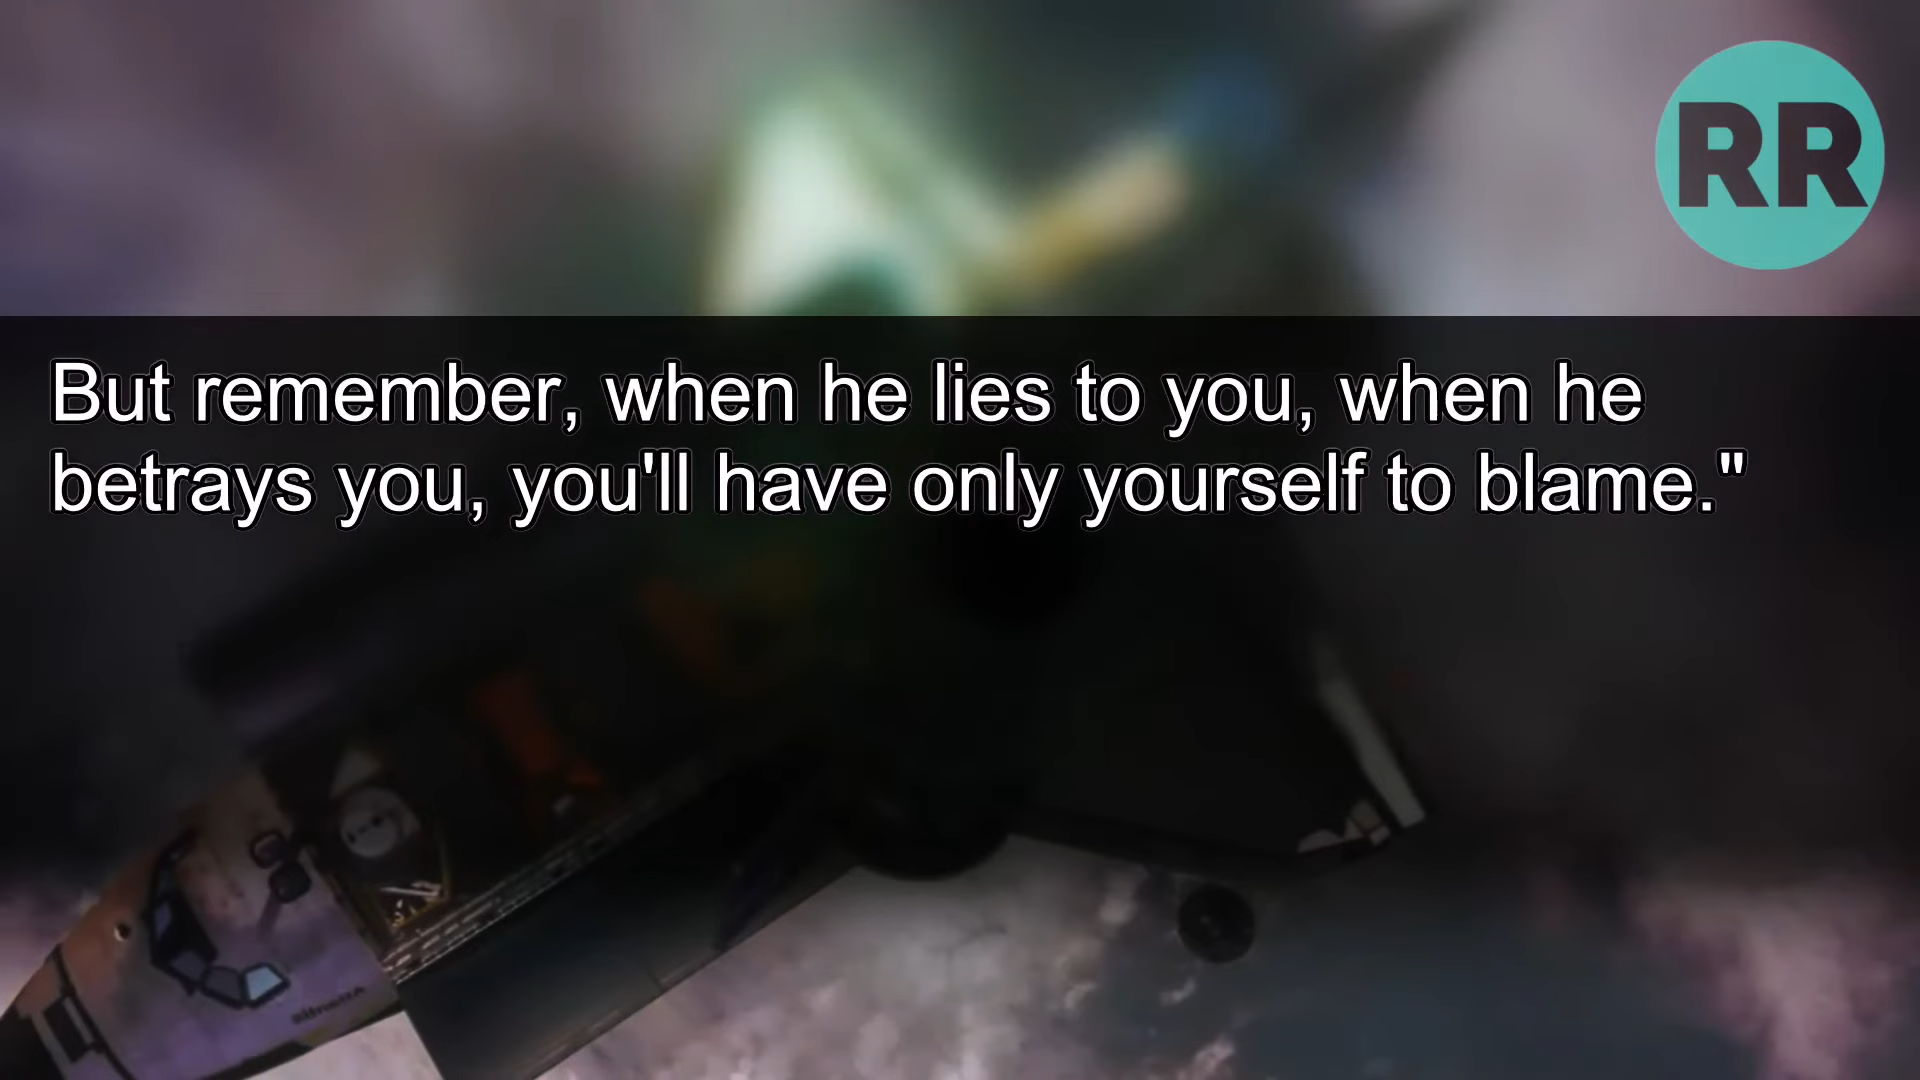 RR
But remember, when he lies to you, when he
betrays you, you'll have only yourself to blame."